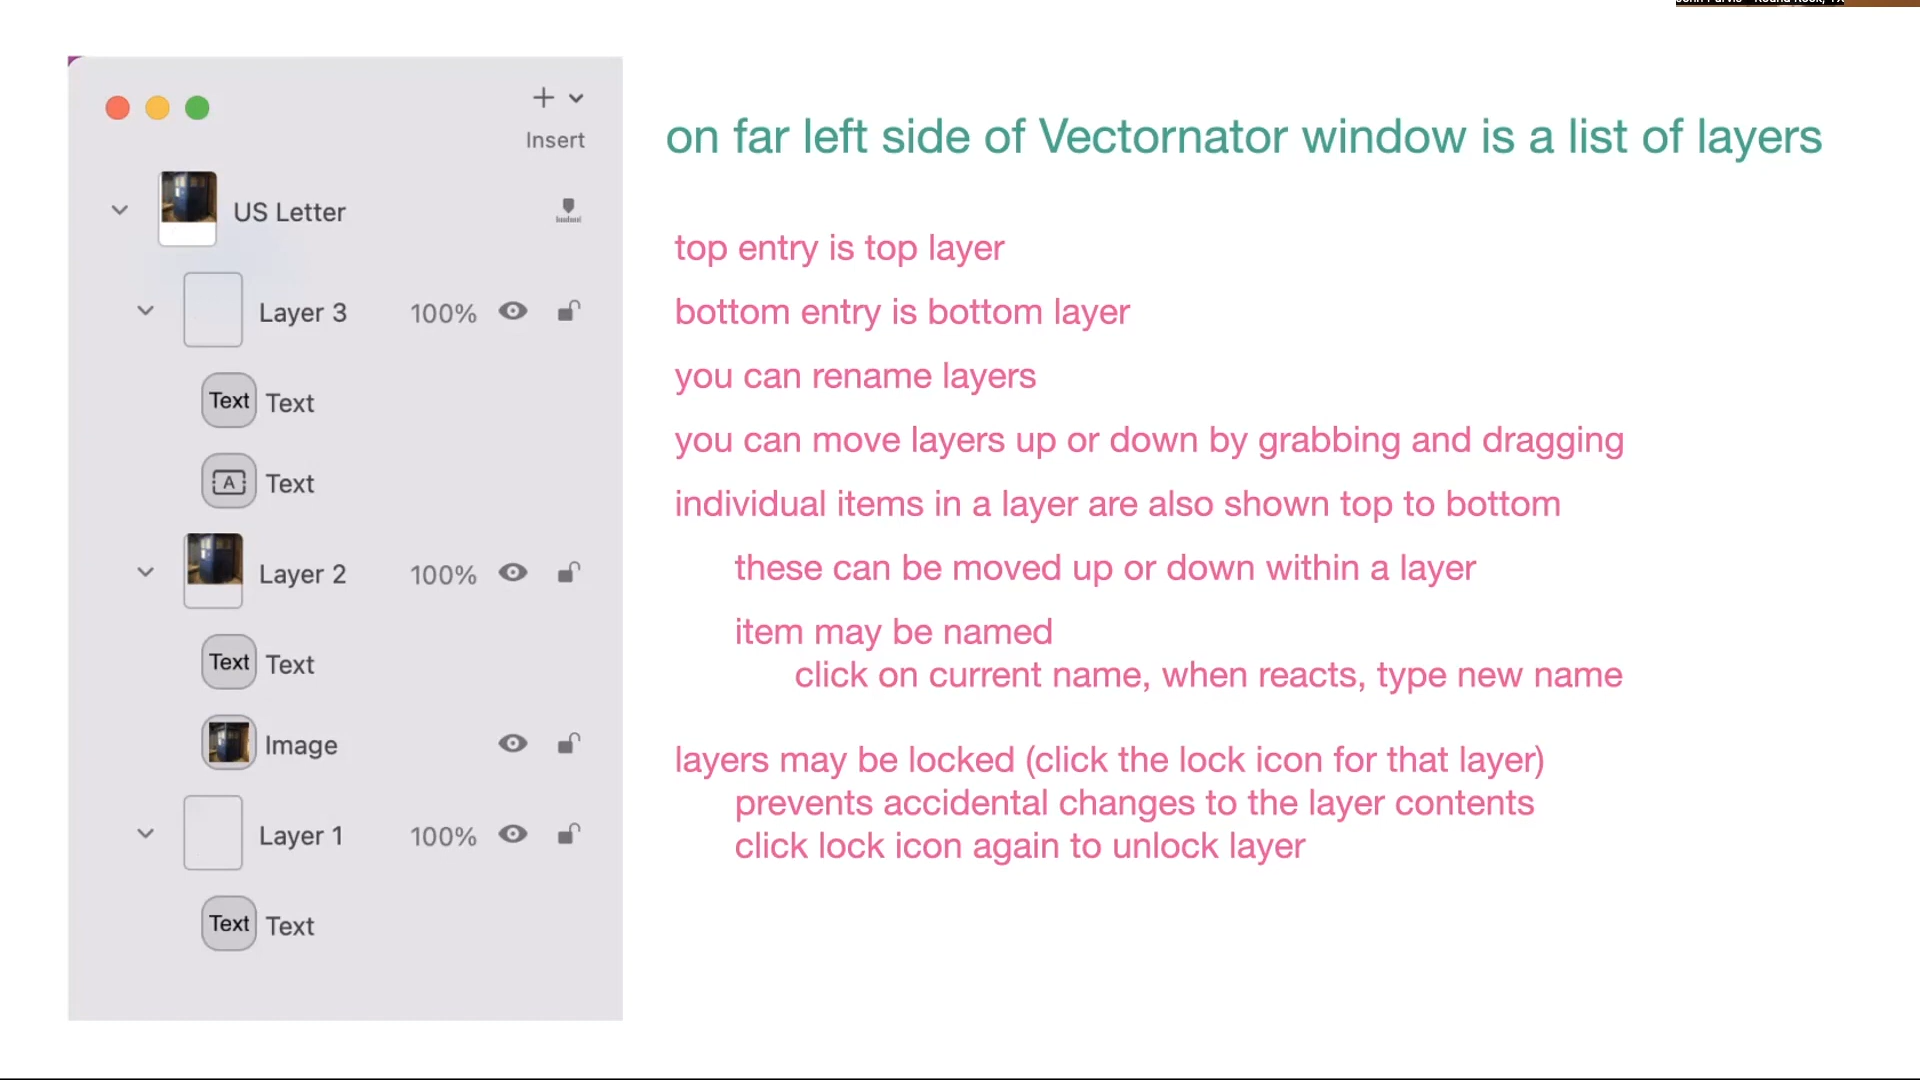 Insert
on far left side of Vectornator window is a list of layers
US Letter
top entry is top layer
Layer 3 100%
bottom entry is bottom layer
you can rename layers
Text Text
you can move layers up or down by grabbing and dragging
A Text
individual items in a layer are also shown top to bottom
Layer 2 100%
these can be moved up or down within a layer
item may be named
Text Text
click on current name, when reacts, type new name
Image
layers may be locked (click the lock icon for that layer)
prevents accidental changes to the layer contents
Layer 1 100%
click lock icon again to unlock layer
Text Text